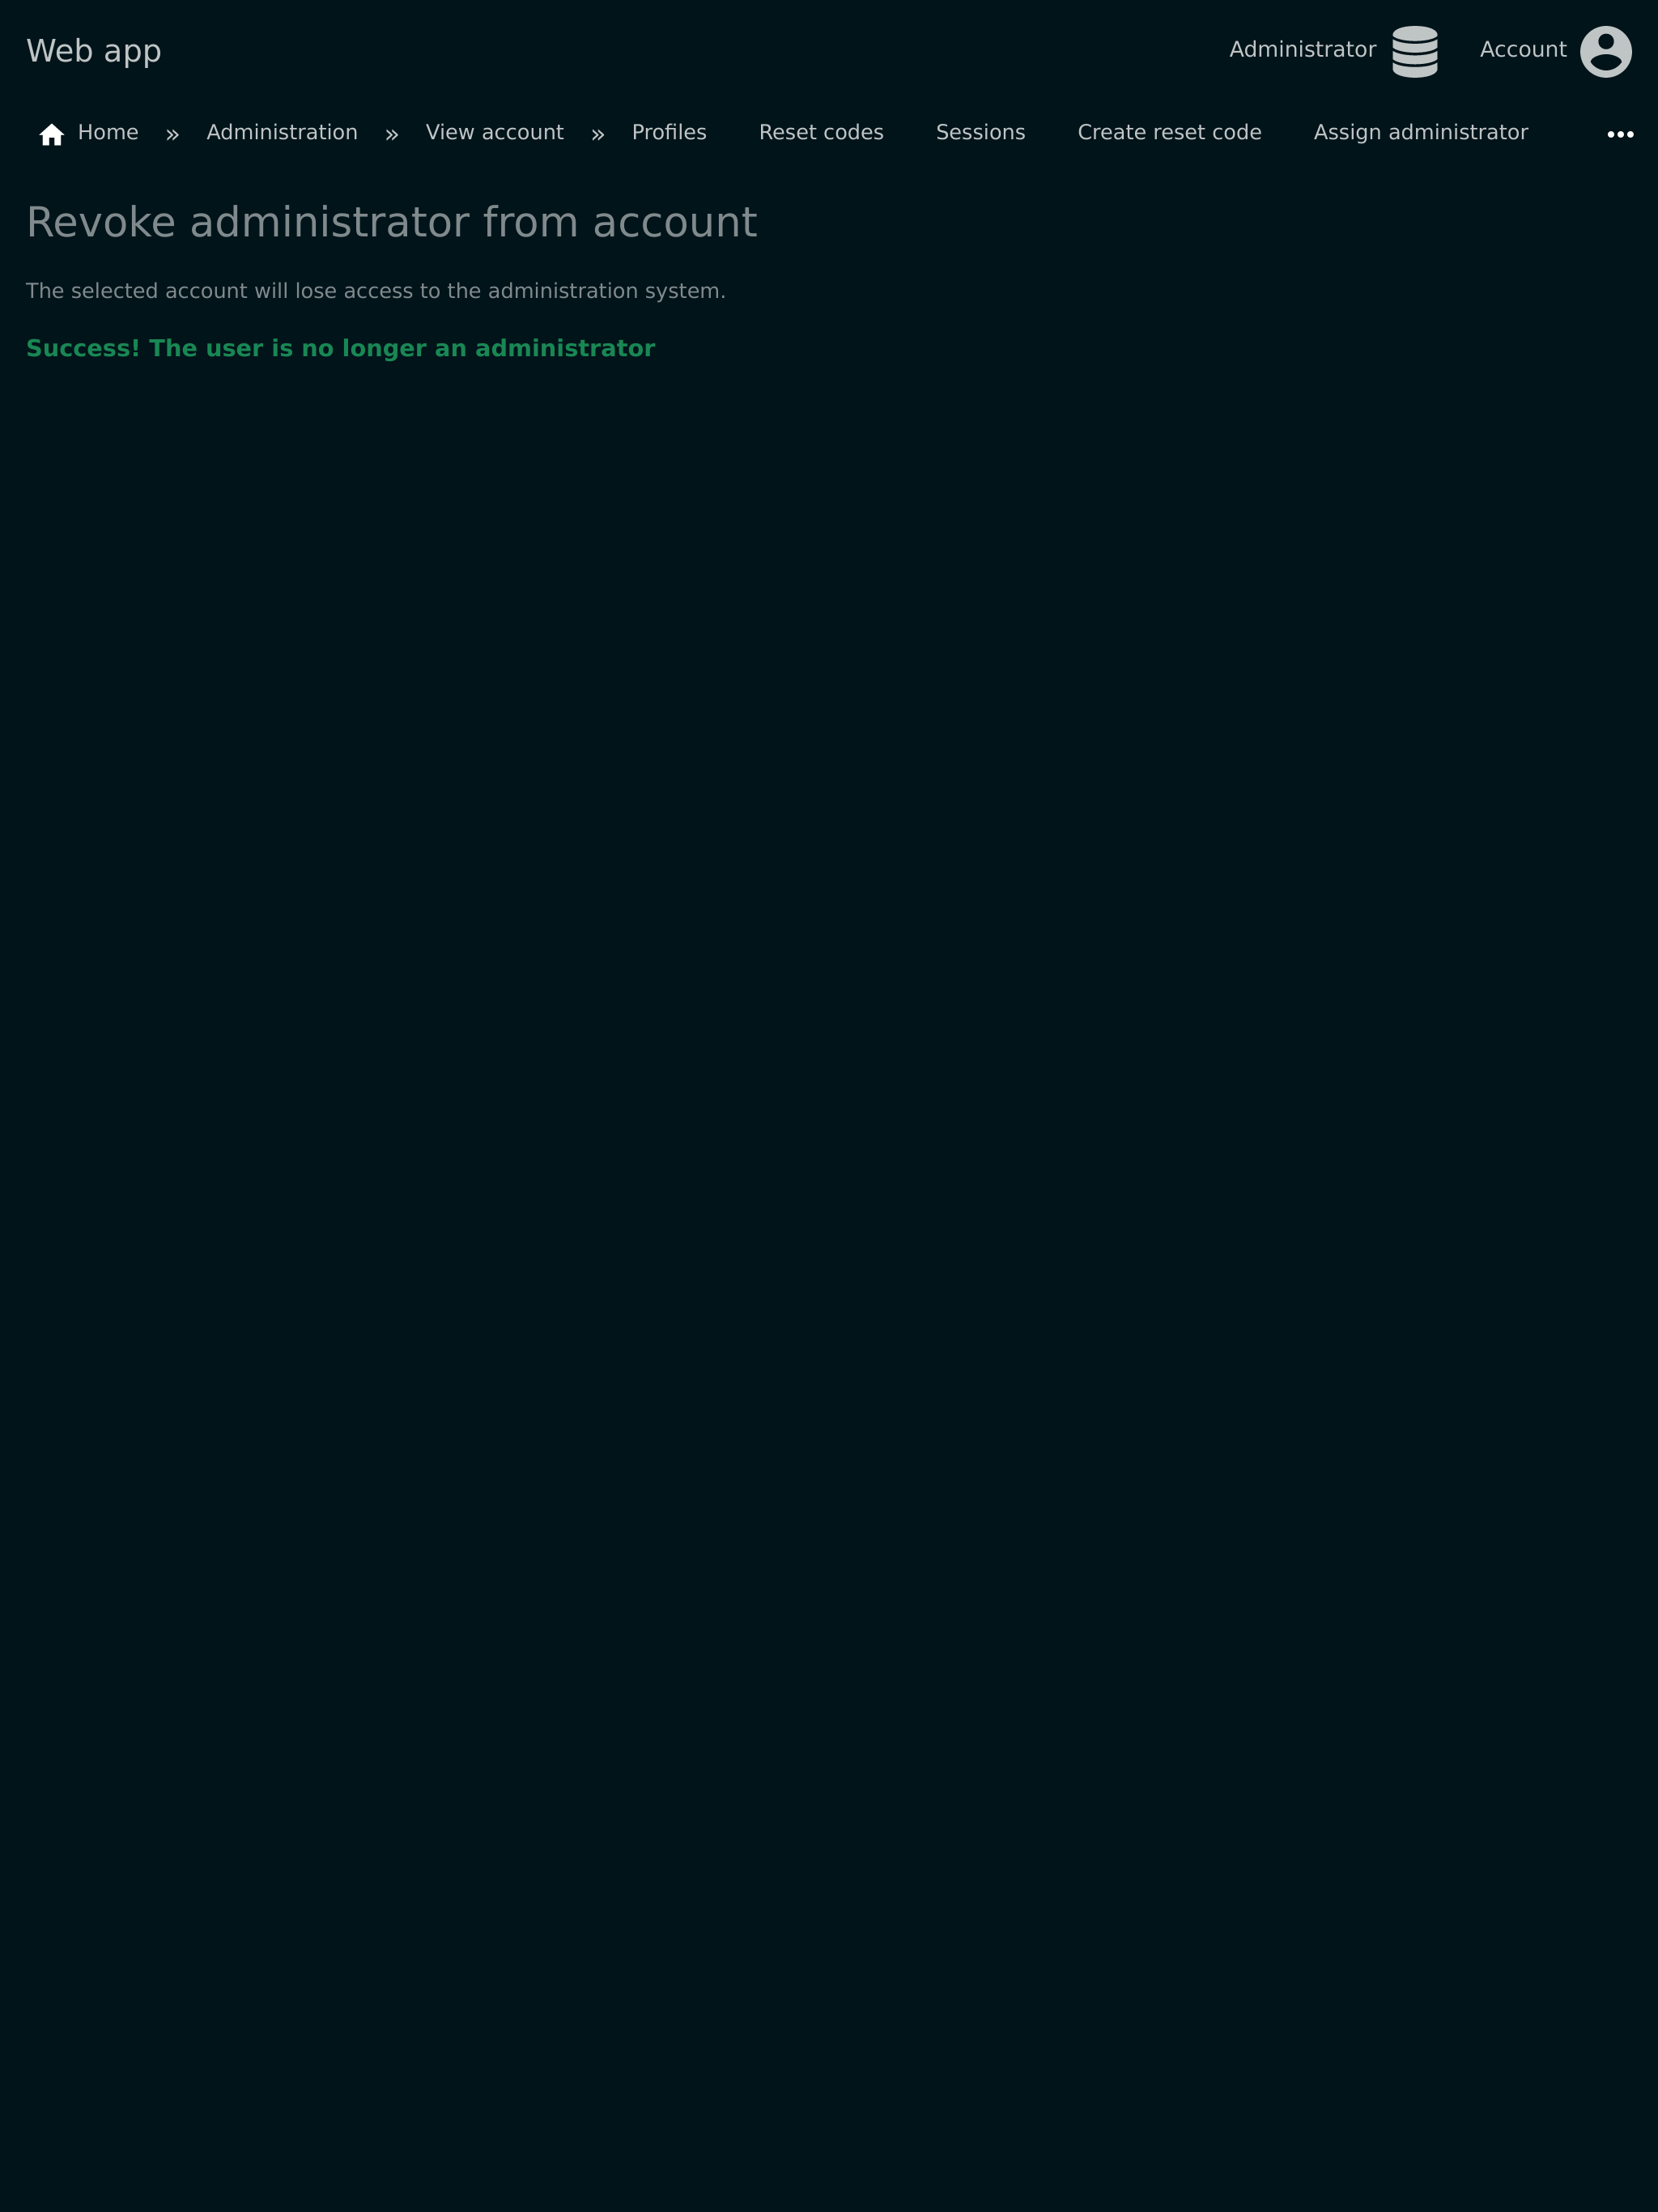 Web app
Administrator
Account
Home » Administration » View account » Profiles Reset codes Sessions Create reset code Assign administrator •••
Revoke administrator from account
The selected account will lose access to the administration system.
Success! The user is no longer an administrator